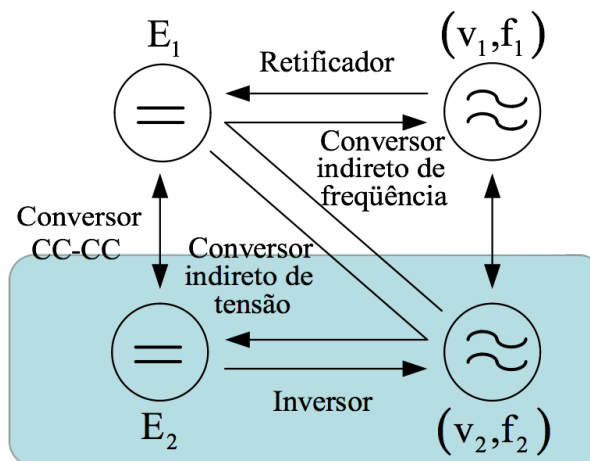 E₁
(v₁,f₁)
Retificador
Conversor
indireto de
freqüência
Conversor
CC-CC
Conversor
indireto de
tensão
Inversor
E₂
(v₂,f₂)